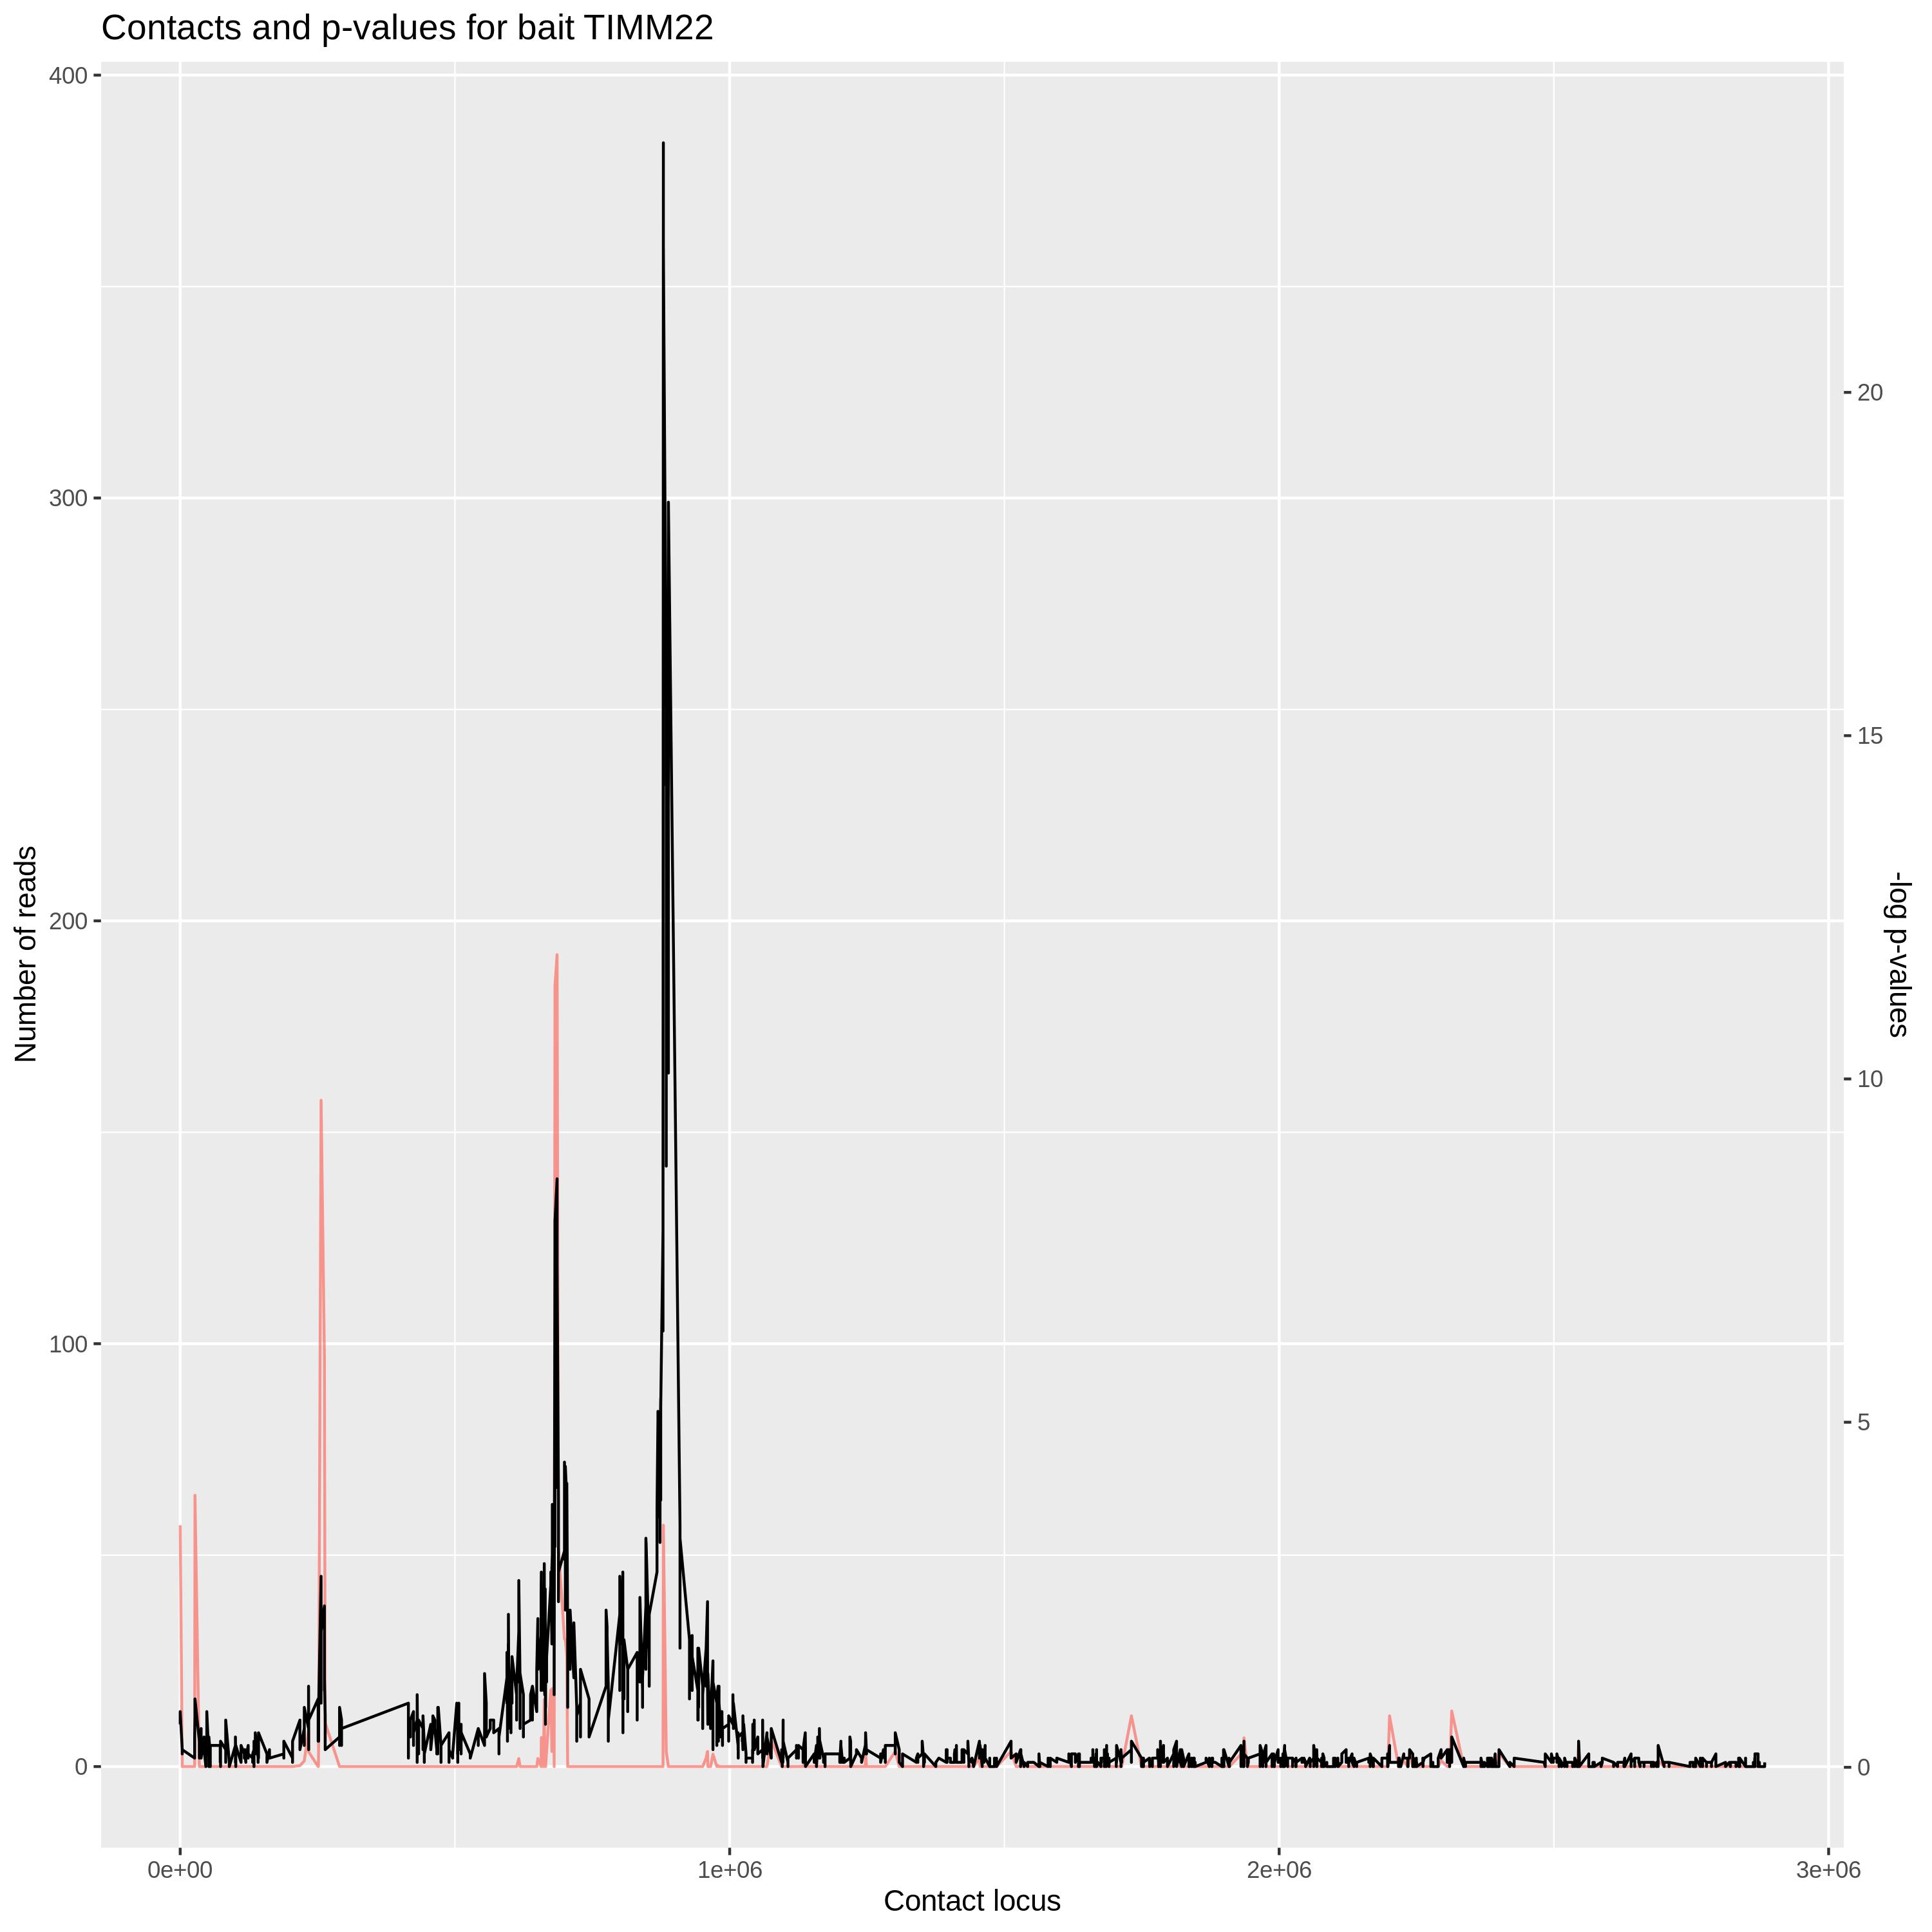 Contacts and p-values for bait TIMM22
400
300
200
100
0
Number of reads
20
15
10
5
0
-log p-values
0e+00
1e+06
2e+06
3e+06
Contact locus